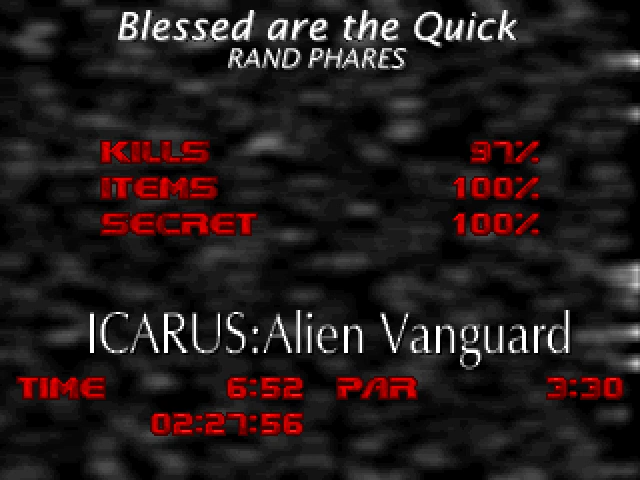 Blessed are the Quick
RAND PHARES
KILLS 97%
ITEMS 100%
SECRET 100%
ICARUS:Alien Vanguard
TIME 6:52 PAR 3:30
02:27:56